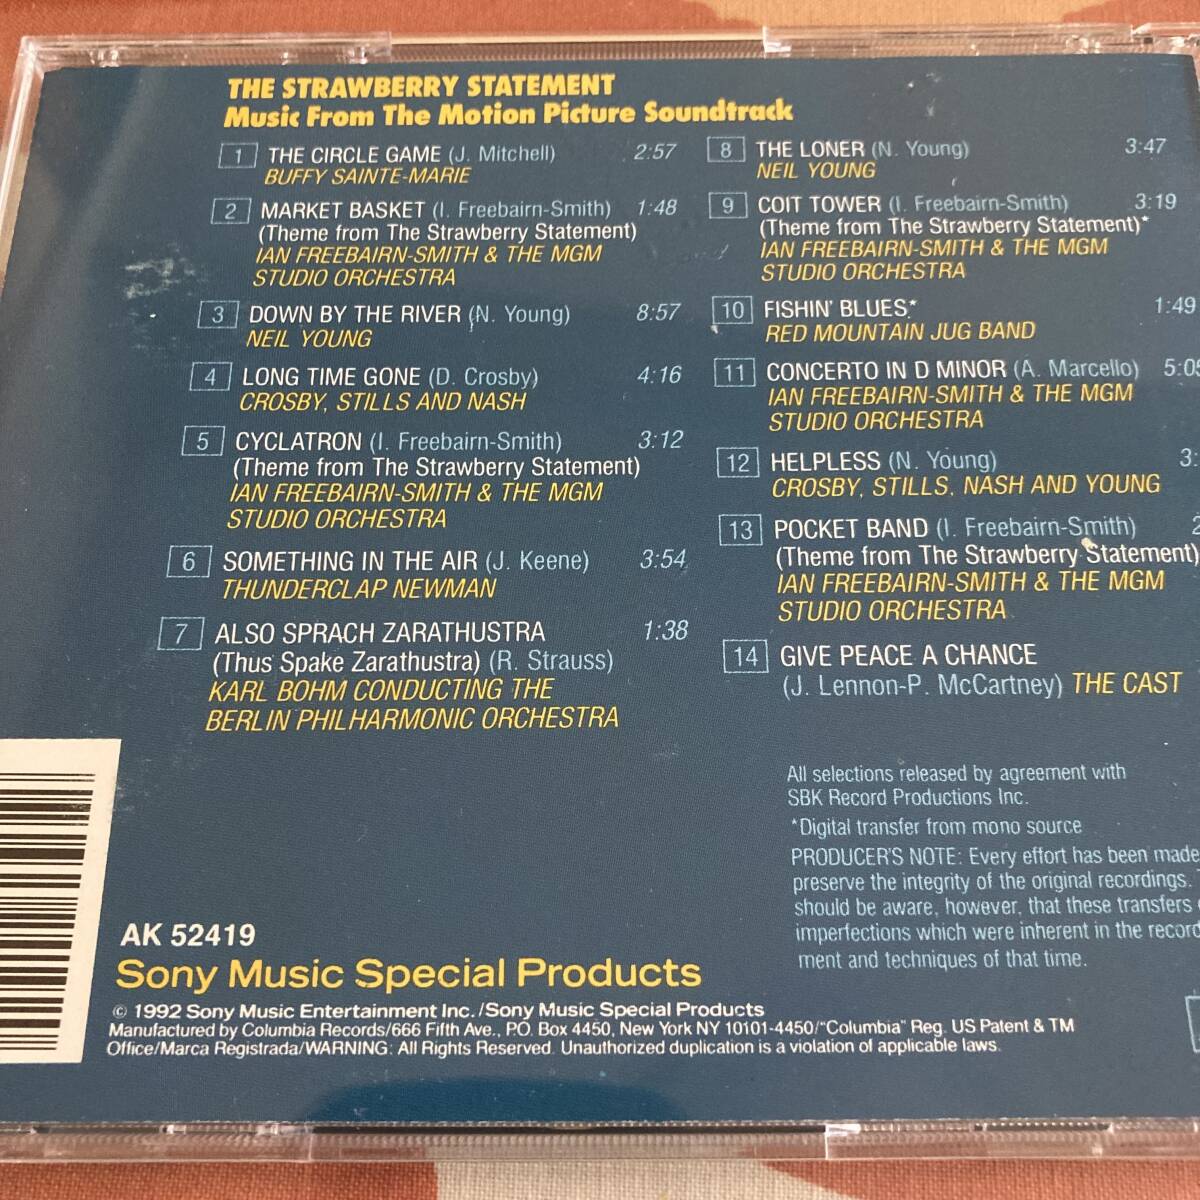 THE STRAWBERRY STATEMENT
Music From The Motion Picture Soundtrack
1 THE CIRCLE GAME (J. Mitchell) 2:57
BUFFY SAINTE-MARIE
2 MARKET BASKET (I. Freebairn-Smith) 1:48
(Theme from The Strawberry Statement)
IAN FREEBAIRN-SMITH & THE MGM
STUDIO ORCHESTRA
3 DOWN BY THE RIVER (N. Young) 8:57
NEIL YOUNG
4 LONG TIME GONE (D. Crosby) 4:16
CROSBY, STILLS AND NASH
5 CYCLATRON (I. Freebairn-Smith) 3:12
(Theme from The Strawberry Statement)
IAN FREEBAIRN-SMITH & THE MGM
STUDIO ORCHESTRA
6 SOMETHING IN THE AIR (J. Keene) 3:54
THUNDERCLAP NEWMAN
7 ALSO SPRACH ZARATHUSTRA 1:38
(Thus Spake Zarathustra) (R. Strauss)
KARL BOHM CONDUCTING THE
BERLIN PHILHARMONIC ORCHESTRA
8 THE LONER (N. Young) 3:47
NEIL YOUNG
9 COIT TOWER (I. Freebairn-Smith) 3:19
(Theme from The Strawberry Statement)*
IAN FREEBAIRN-SMITH & THE MGM
STUDIO ORCHESTRA
10 FISHIN' BLUES* 1:49
RED MOUNTAIN JUG BAND
11 CONCERTO IN D MINOR (A. Marcello) 5:05
IAN FREEBAIRN-SMITH & THE MGM
STUDIO ORCHESTRA
12 HELPLESS (N. Young) 3:
CROSBY, STILLS, NASH AND YOUNG
13 POCKET BAND (I. Freebairn-Smith) 2
(Theme from The Strawberry Statement)
IAN FREEBAIRN-SMITH & THE MGM
STUDIO ORCHESTRA
14 GIVE PEACE A CHANCE
(J. Lennon-P. McCartney) THE CAST
All selections released by agreement with
SBK Record Productions Inc.
*Digital transfer from mono source
PRODUCER'S NOTE: Every effort has been made
preserve the integrity of the original recordings.
should be aware, however, that these transfers
imperfections which were inherent in the record
ment and techniques of that time.
AK 52419
Sony Music Special Products
© 1992 Sony Music Entertainment Inc./Sony Music Special Products
Manufactured by Columbia Records/666 Fifth Ave., P.O. Box 4450, New York NY 10101-4450/"Columbia" Reg. US Patent & TM
Office/Marca Registrada/WARNING: All Rights Reserved. Unauthorized duplication is a violation of applicable laws.